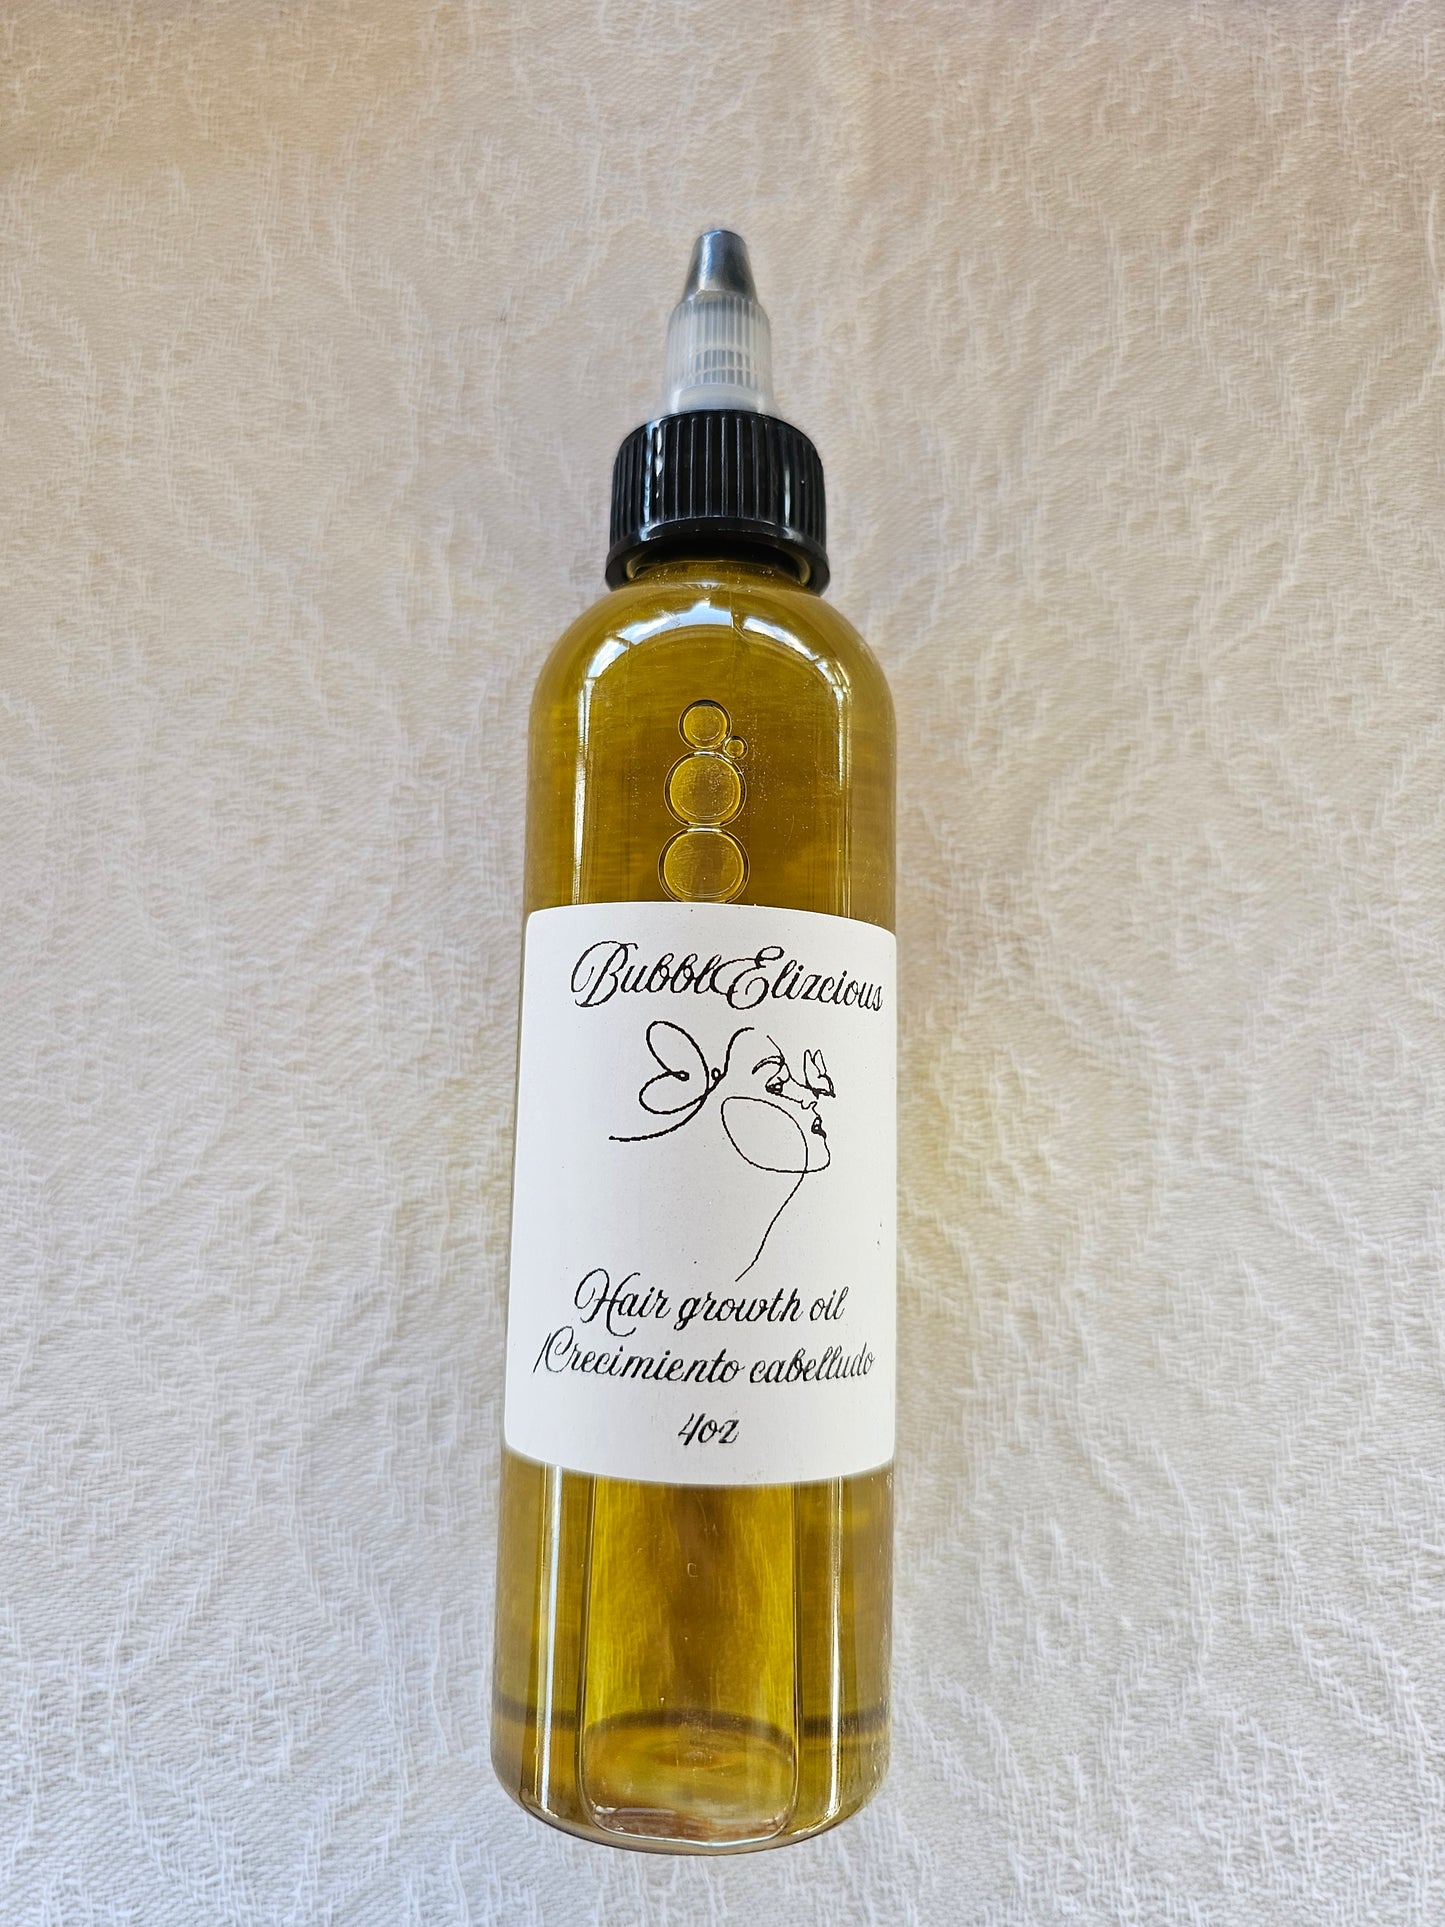 BubblElizcious
Hair growth oil
/Crecimiento cabelludo
4oz